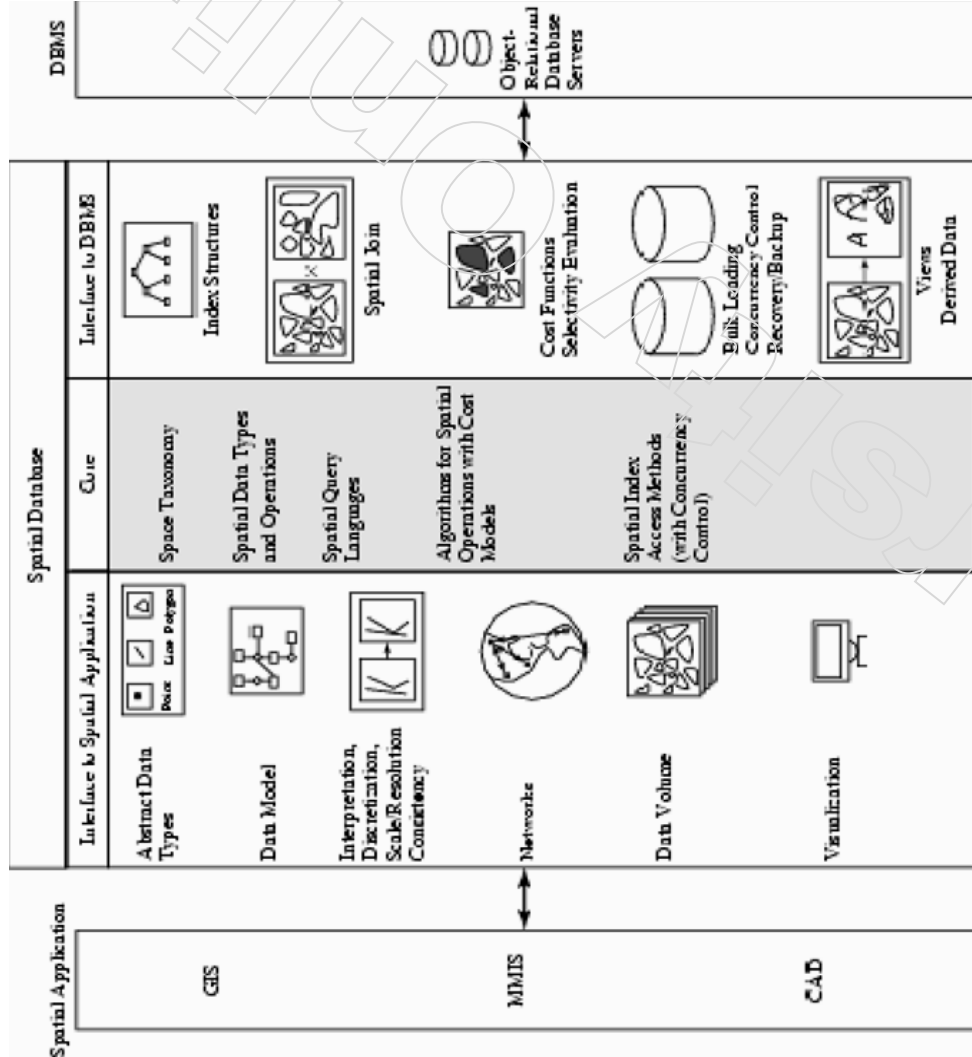 Spatial Application
Spatial Database
DBMS
Interface to Spatial Application
Core
Interface to DBMS
GIS
MMIS
CAD
Abstract Data
Types
Point Line Polygon
Data Model
Interpretation,
Discretization,
Scale/Resolution
Consistency
K
K
Networks
Data Volume
Visualization
Space Taxonomy
Spatial Data Types
and Operations
Spatial Query
Languages
Algorithms for Spatial
Operations with Cost
Models
Spatial Index
Access Methods
(with Concurrency
Control)
Index Structures
Spatial Join
Cost Functions
Selectivity Evaluation
Bulk Loading
Concurrency Control
Recovery/Backup
A
Views
Derived Data
Object-
Relational
Database
Servers